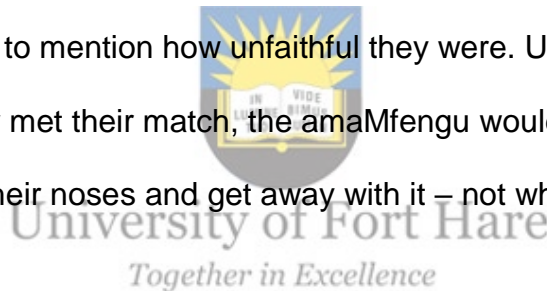 to mention how unfaithful they were. U
met their match, the amaMfengu would
IN VIDE
LUMINE BIMUS
heir noses and get away with it – not wh
University of Fort Hare
Together in Excellence